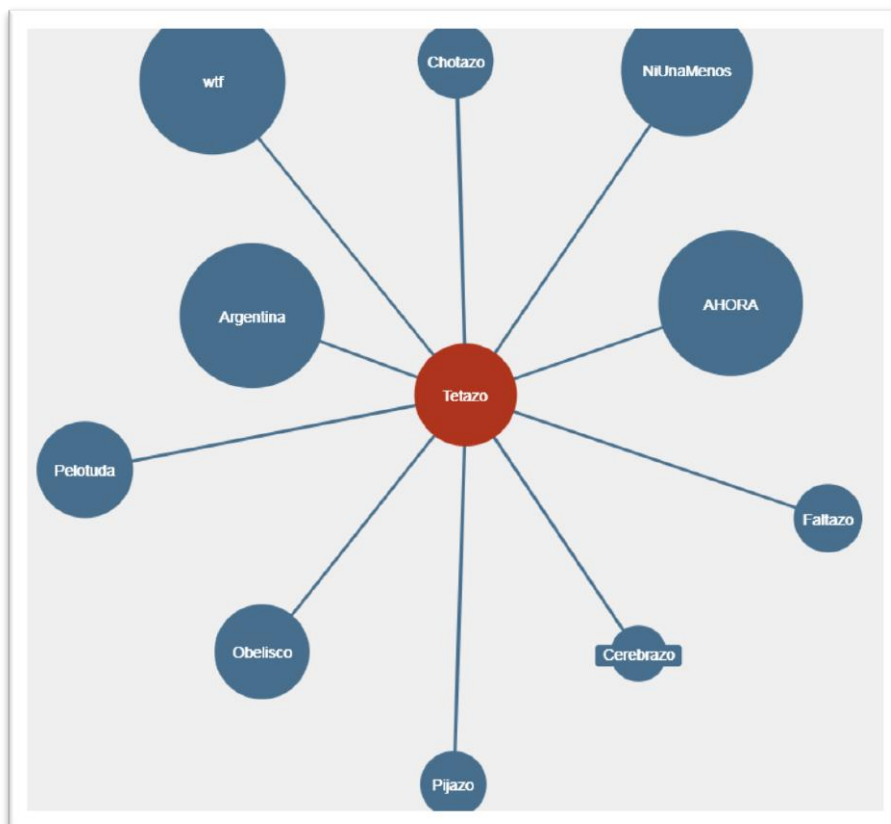 Chotazo
NiUnaMenos
wtf
AHORA
Argentina
Tetazo
Pelotuda
Faltazo
Obelisco
Cerebrazo
Pijazo